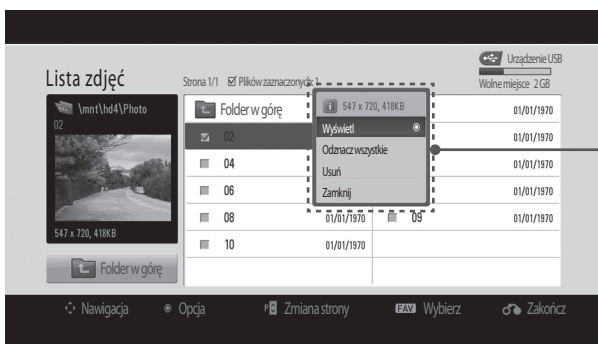 Urządzenie USB
Lista zdjęć
Strona 1/1 Plików zaznaczonych: 1
Wolne miejsce 2 GB
\mnt\hd4\Photo
02
547 x 720, 418KB
Folder w górę
Folder w górę
01/01/1970
02
01/01/1970
04
01/01/1970
06
01/01/1970
08
01/01/1970
09
01/01/1970
10
01/01/1970
547 x 720, 418KB
Wyświetl
Odznacz wszystkie
Usuń
Zamknij
Nawigacja
Opcja
P Zmiana strony
FAV Wybierz
Zakończ